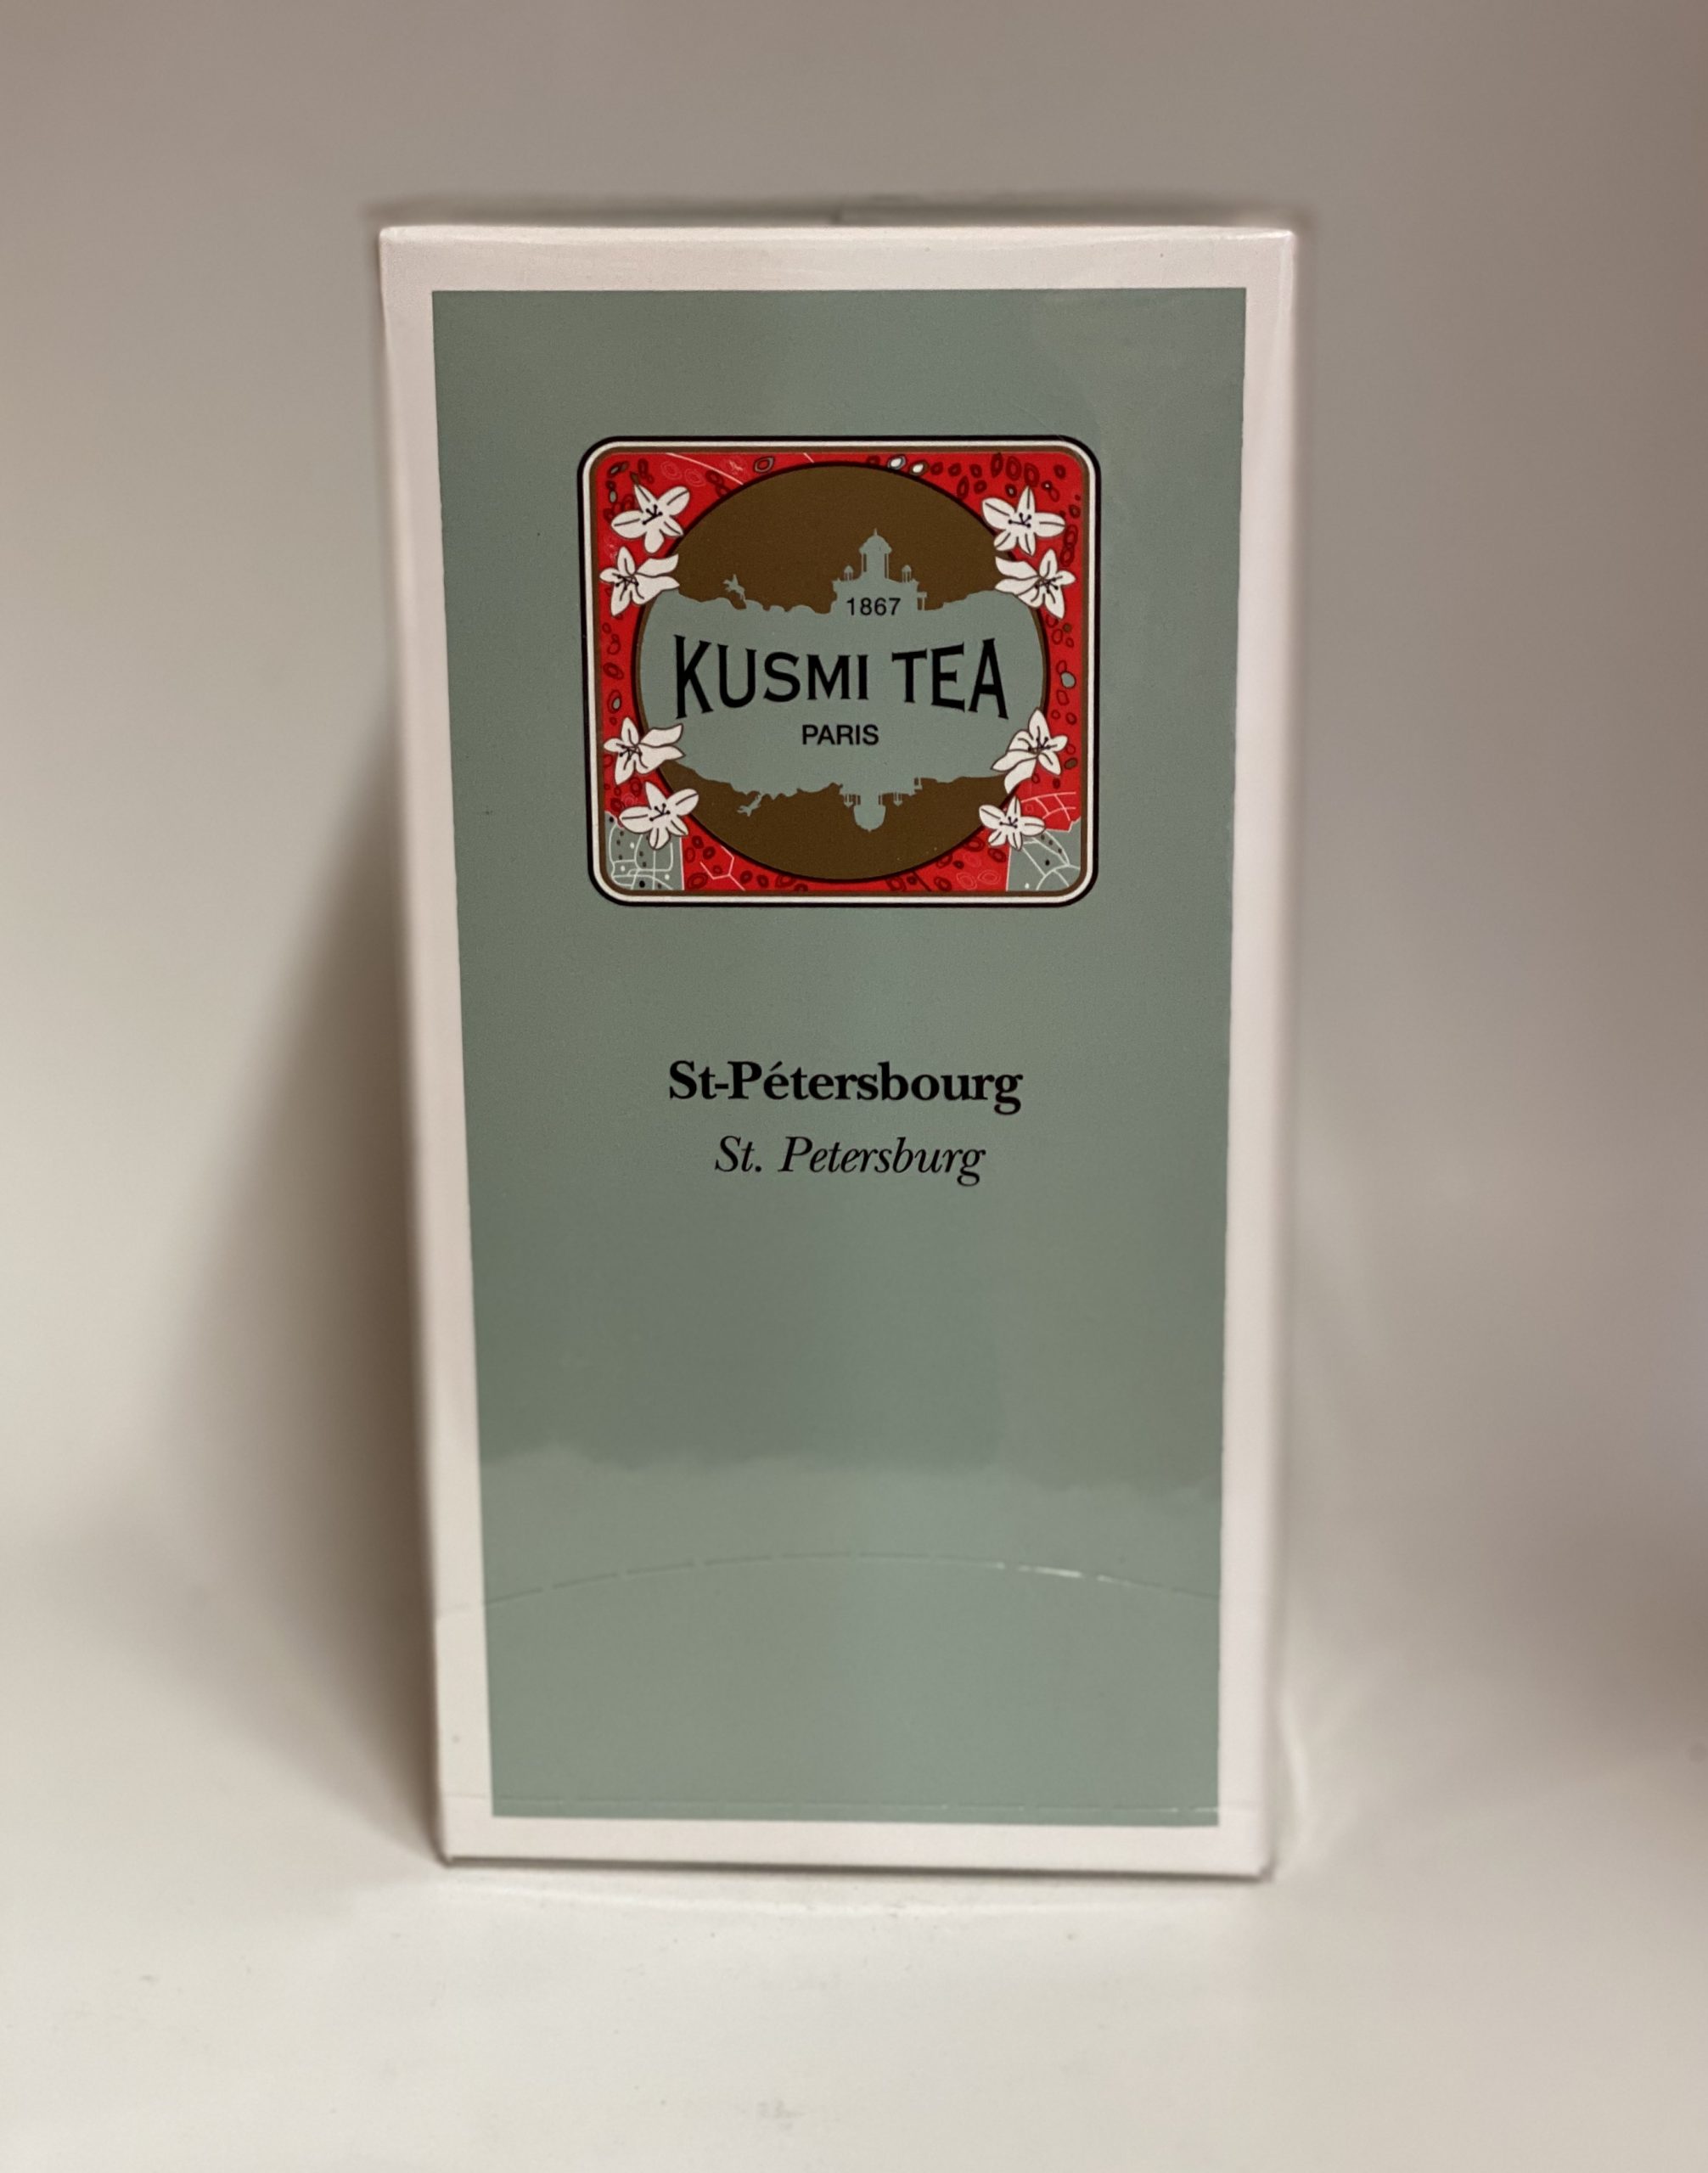 1867
KUSMI TEA
PARIS
St-Pétersbourg
St. Petersburg